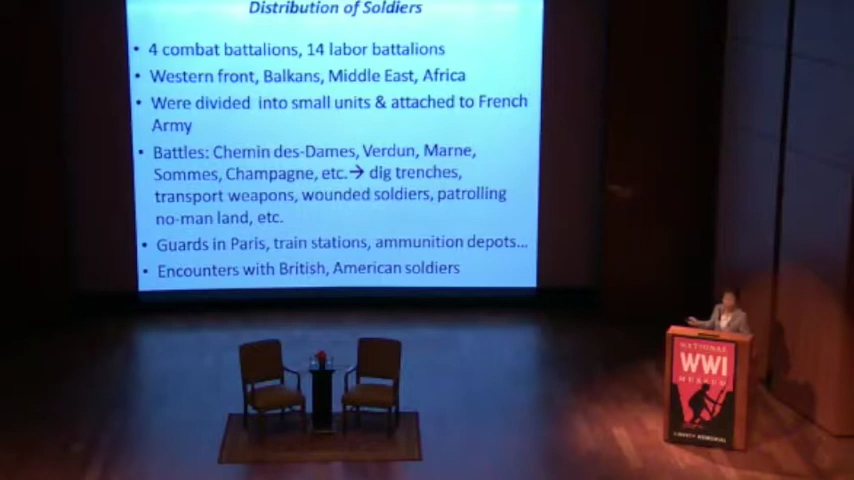 Distribution of Soldiers
• 4 combat battalions, 14 labor battalions
• Western front, Balkans, Middle East, Africa
• Were divided into small units & attached to French
Army
• Battles: Chemin des-Dames, Verdun, Marne,
Sommes, Champagne, etc.→ dig trenches,
transport weapons, wounded soldiers, patrolling
no-man land, etc.
• Guards in Paris, train stations, ammunition depots...
• Encounters with British, American soldiers
NATIONAL
WWI
MUSEUM
LIBERTY MEMORIAL